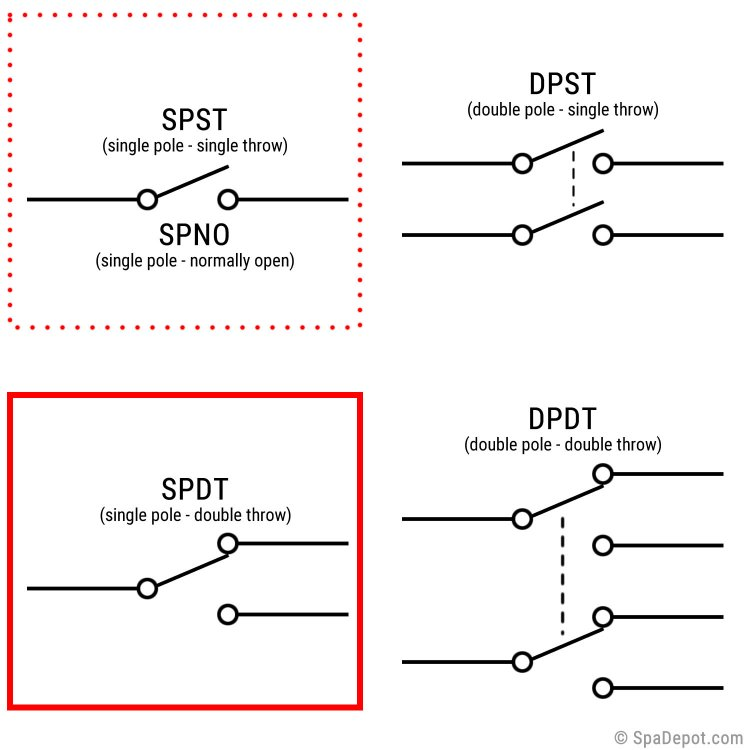 SPST
(single pole - single throw)
SPNO
(single pole - normally open)
DPST
(double pole - single throw)
SPDT
(single pole - double throw)
DPDT
(double pole - double throw)
© SpaDepot.com